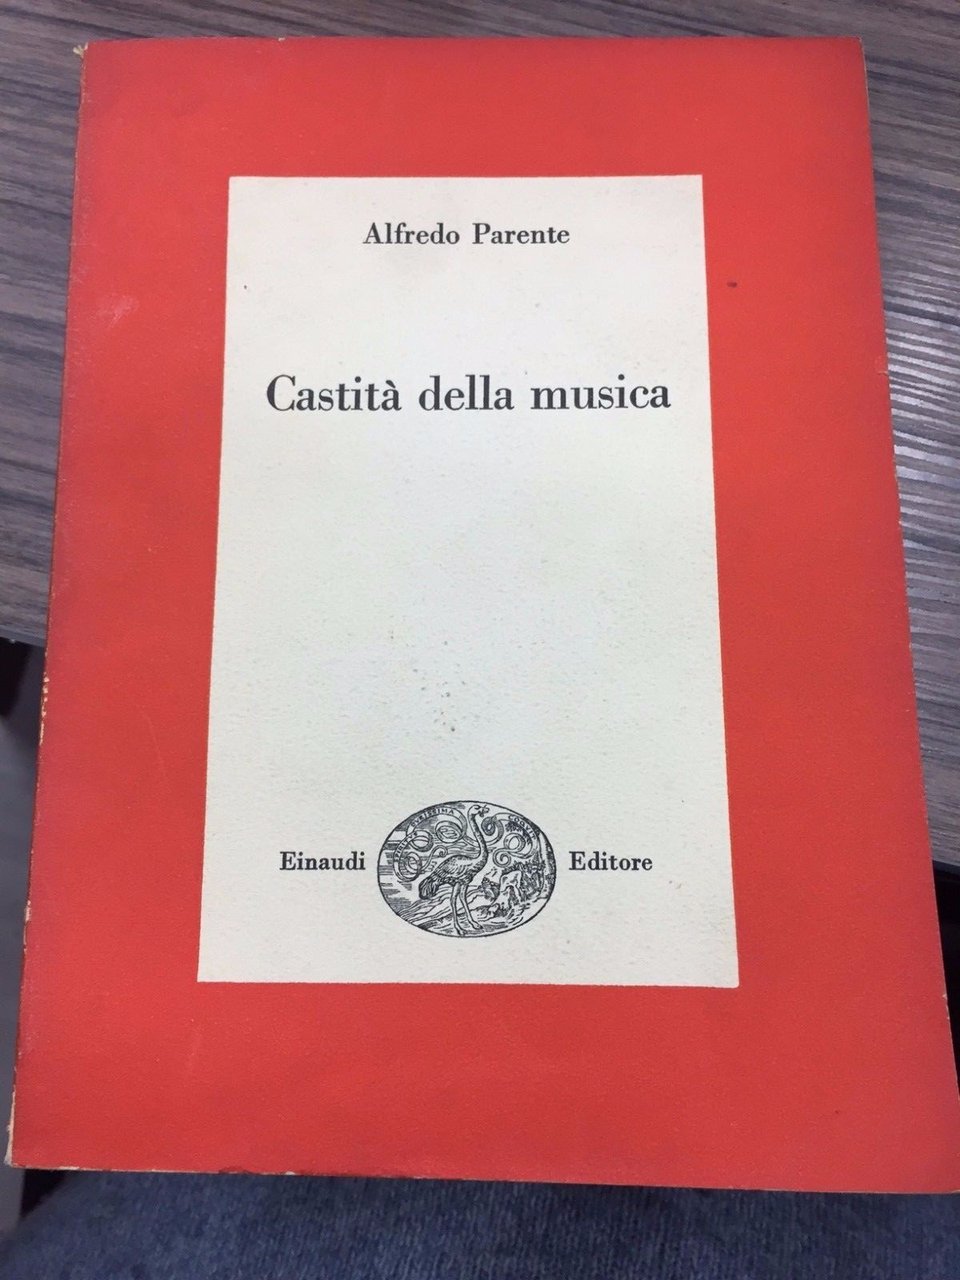 Alfredo Parente
Castità della musica
Einaudi Editore